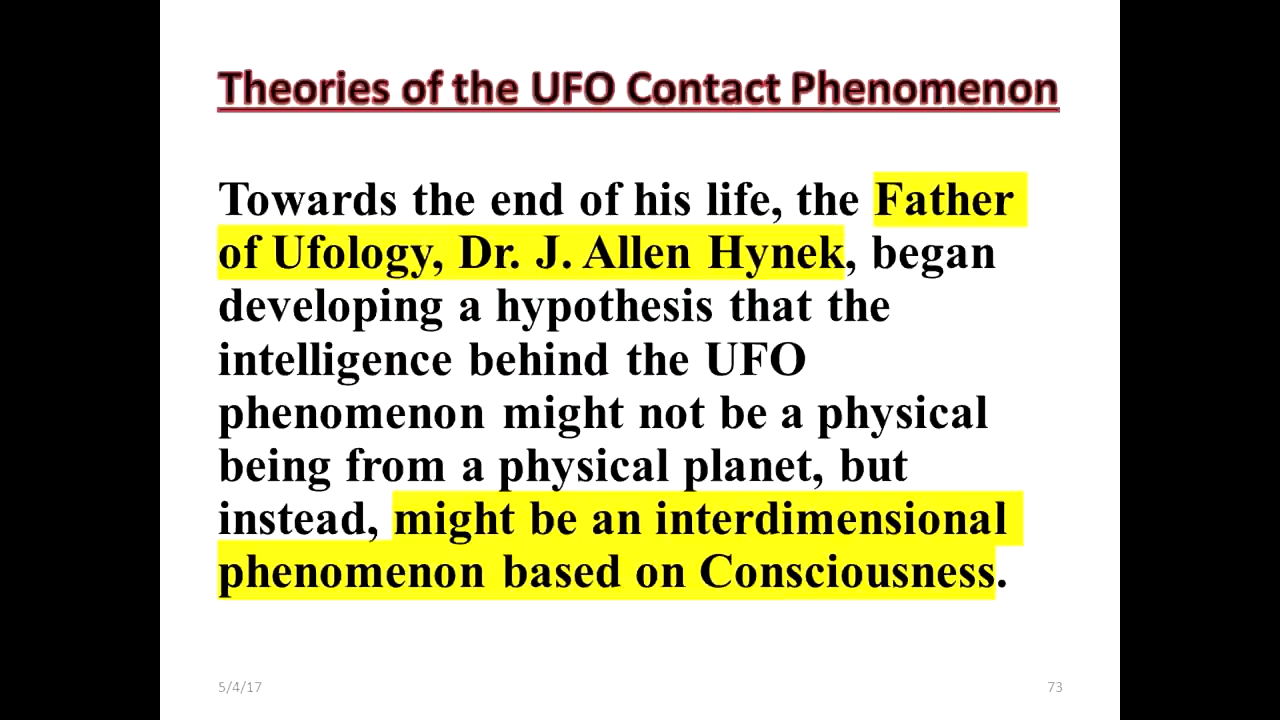 Theories of the UFO Contact Phenomenon
Towards the end of his life, the Father
of Ufology, Dr. J. Allen Hynek, began
developing a hypothesis that the
intelligence behind the UFO
phenomenon might not be a physical
being from a physical planet, but
instead, might be an interdimensional
phenomenon based on Consciousness.
5/4/17
73